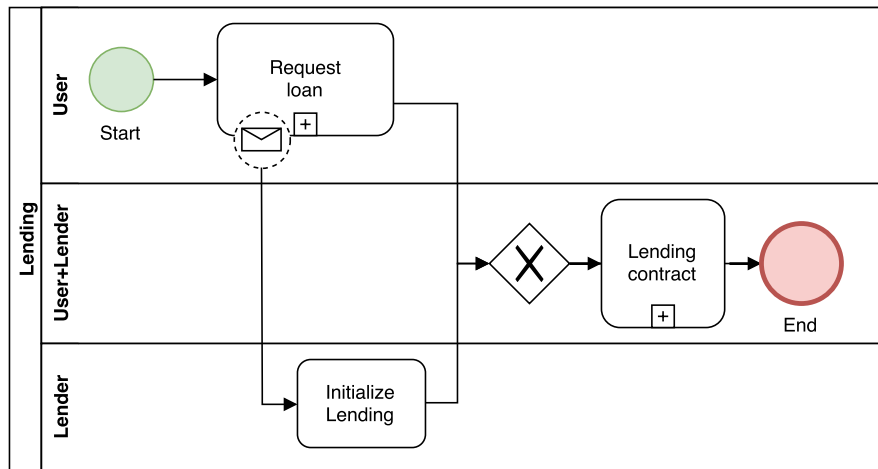 Lending
User
Start
Request
loan
User+Lender
Lending
contract
End
Lender
Initialize
Lending